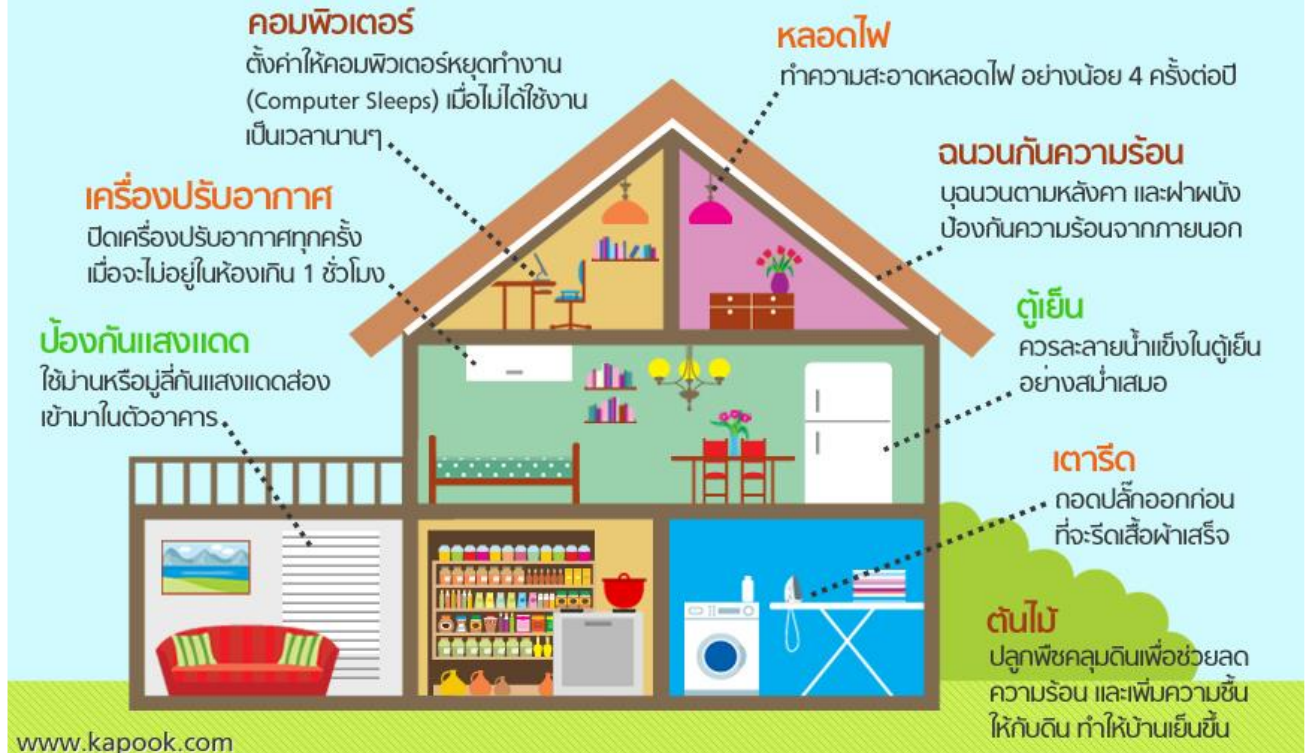 คอมพิวเตอร์
ตั้งค่าให้คอมพิวเตอร์หยุดทำงาน
(Computer Sleeps) เมื่อไม่ได้ใช้งาน
เป็นเวลานานๆ
หลอดไฟ
ทำความสะอาดหลอดไฟ อย่างน้อย 4 ครั้งต่อปี
ฉนวนกันความร้อน
บุฉนวนตามหลังคา และฝาผนัง
ป้องกันความร้อนจากภายนอก
เครื่องปรับอากาศ
ปิดเครื่องปรับอากาศทุกครั้ง
เมื่อจะไม่อยู่ในห้องเกิน 1 ชั่วโมง
ตู้เย็น
ควรละลายน้ำแข็งในตู้เย็น
อย่างสม่ำเสมอ
ป้องกันแสงแดด
ใช้ม่านหรือมู่ลี่กันแสงแดดส่อง
เข้ามาในตัวอาคาร
เตารีด
ถอดปลั๊กออกก่อน
ที่จะรีดเสื้อผ้าเสร็จ
ต้นไม้
ปลูกพืชคลุมดินเพื่อช่วยลด
ความร้อน และเพิ่มความชื้น
ให้กับดิน ทำให้บ้านเย็นขึ้น
www.kapook.com